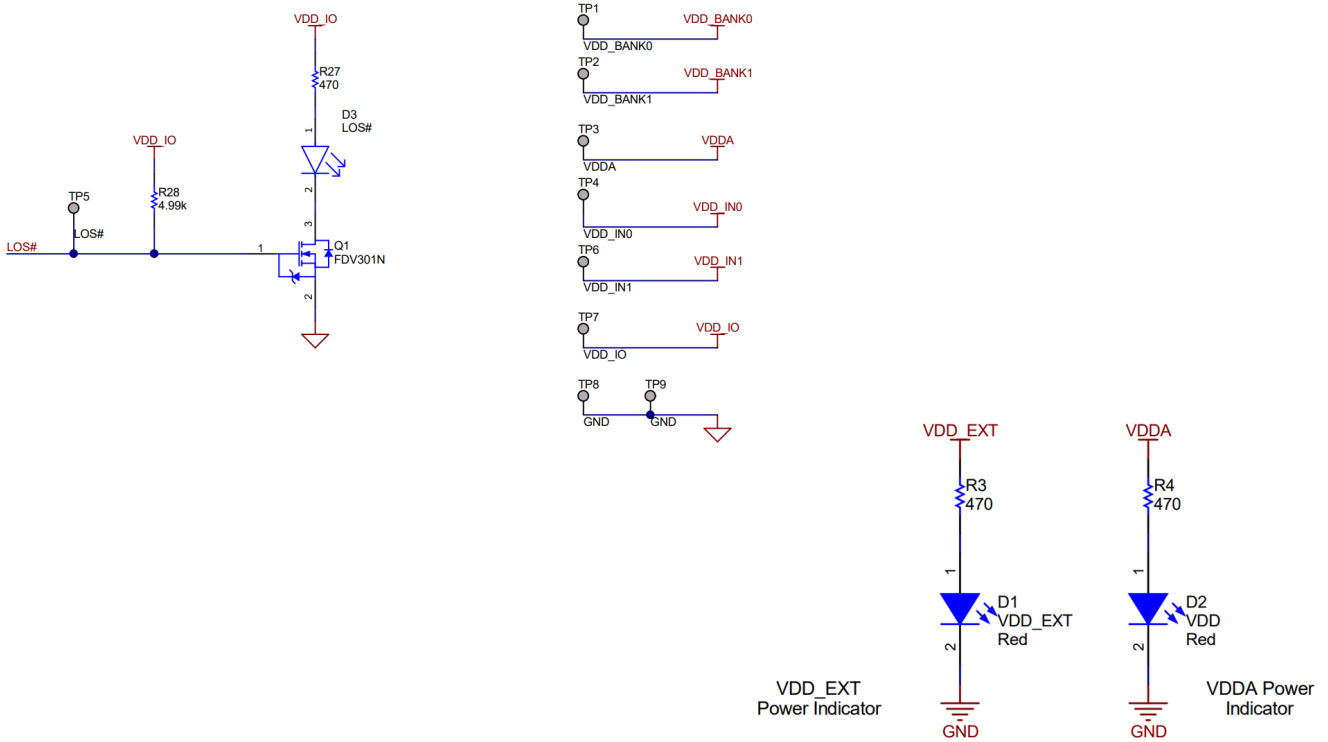 VDD_IO
R27
470
1
D3
LOS#
2
3
VDD_IO
R28
4.99k
TP5
LOS#
LOS#
1
Q1
FDV301N
2
TP1
VDD_BANK0
VDD_BANK0
TP2
VDD_BANK1
VDD_BANK1
TP3
VDDA
VDDA
TP4
VDD_IN0
VDD_IN0
TP6
VDD_IN1
VDD_IN1
TP7
VDD_IO
VDD_IO
TP8
TP9
GND
GND
VDD_EXT
R3
470
1
D1
VDD_EXT
Red
2
GND
VDD_EXT
Power Indicator
VDDA
R4
470
1
D2
VDD
Red
2
GND
VDDA Power
Indicator